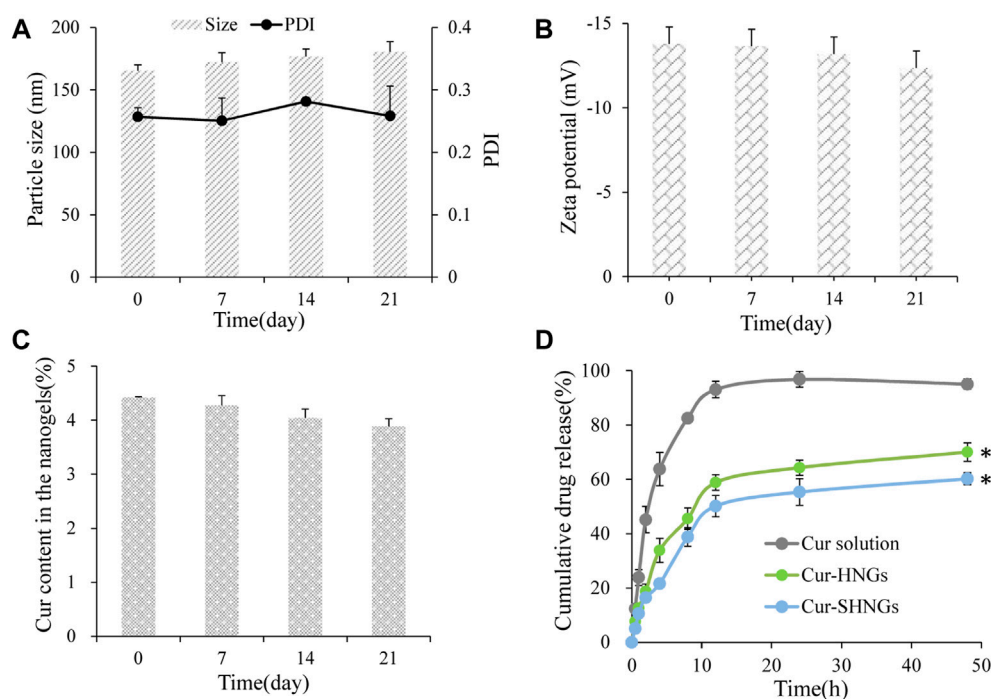 A
Size
PDI
200
150
100
50
0
Particle size (nm)
0.4
0.3
0.2
0.1
0
PDI
0 7 14 21
Time(day)
B
-15
-10
-5
0
Zeta potential (mV)
0 7 14 21
Time(day)
C
5
4
3
2
1
0
Cur content in the nanogels(%)
0 7 14 21
Time(day)
D
100
80
60
40
20
0
Cumulative drug release(%)
*
*
Cur solution
Cur-HNGs
Cur-SHNGs
0 10 20 30 40 50
Time(h)